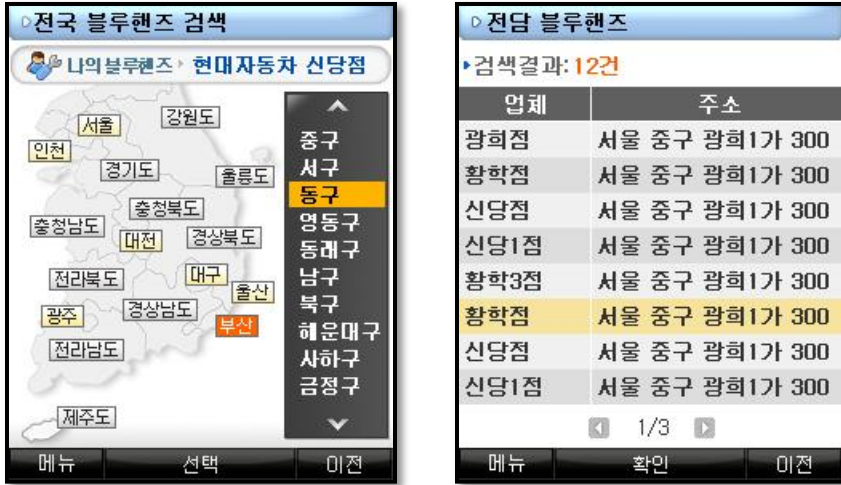 전국 블루핸즈 검색
나의블루핸즈 현대자동차 신당점
서울
강원도
인천
경기도
울릉도
충청북도
충청남도
대전
경상북도
전라북도
대구
울산
광주
경상남도
부산
전라남도
제주도
중구
서구
동구
영동구
동래구
남구
북구
해운대구
사하구
금정구
메뉴 선택 이전
전담 블루핸즈
검색결과: 12건
업체 주소
광희점 서울 중구 광희1가 300
황학점 서울 중구 광희1가 300
신당점 서울 중구 광희1가 300
신당1점 서울 중구 광희1가 300
황학3점 서울 중구 광희1가 300
황학점 서울 중구 광희1가 300
신당점 서울 중구 광희1가 300
신당1점 서울 중구 광희1가 300
1/3
메뉴 확인 이전